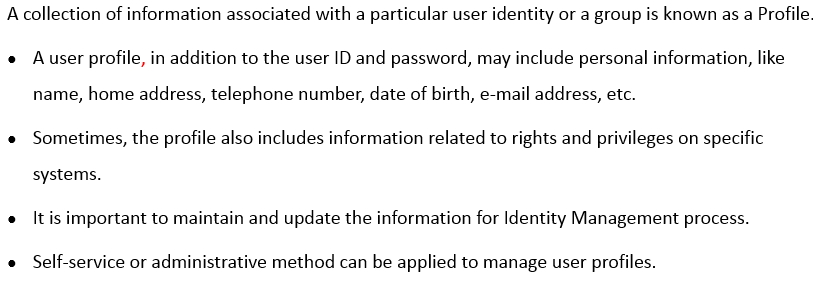 A collection of information associated with a particular user identity or a group is known as a Profile.
• A user profile, in addition to the user ID and password, may include personal information, like
name, home address, telephone number, date of birth, e-mail address, etc.
• Sometimes, the profile also includes information related to rights and privileges on specific
systems.
• It is important to maintain and update the information for Identity Management process.
• Self-service or administrative method can be applied to manage user profiles.